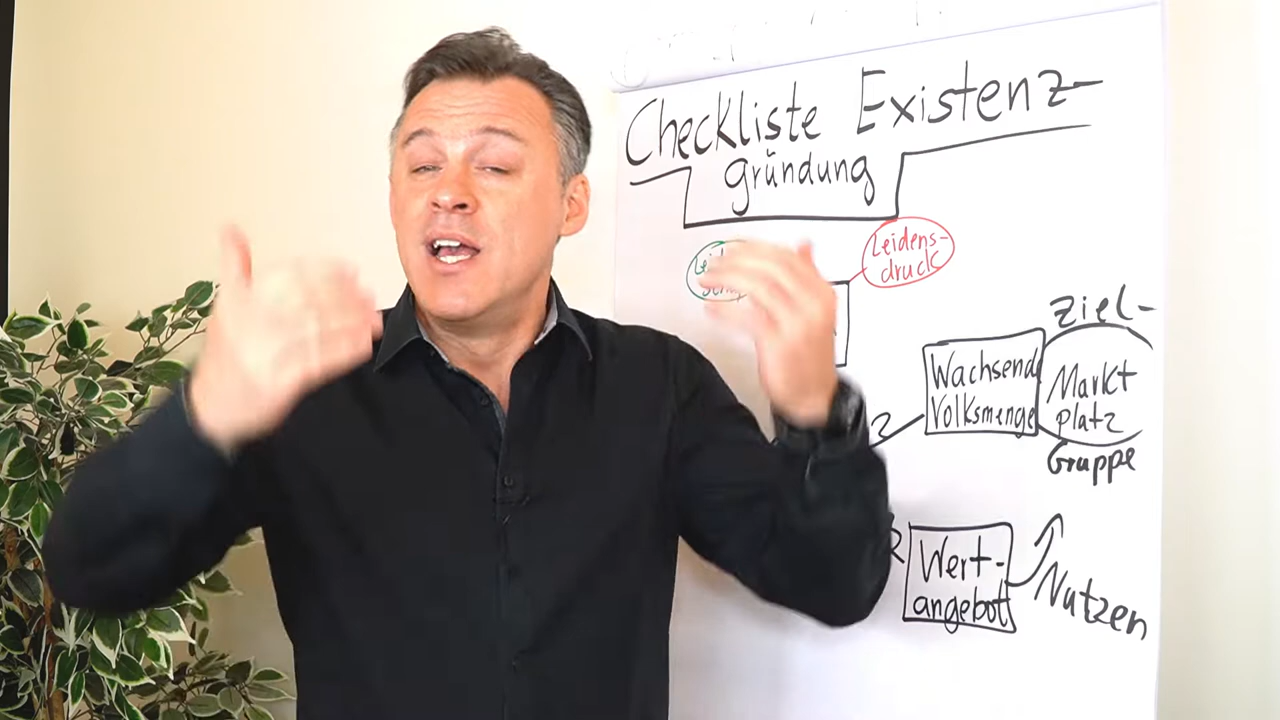 Checkliste Existenz-
gründung
Leidens-
druck
Ziel-
Wachsende
Volksmenge
Markt
platz
Gruppe
Wert-
angebot
Nutzen